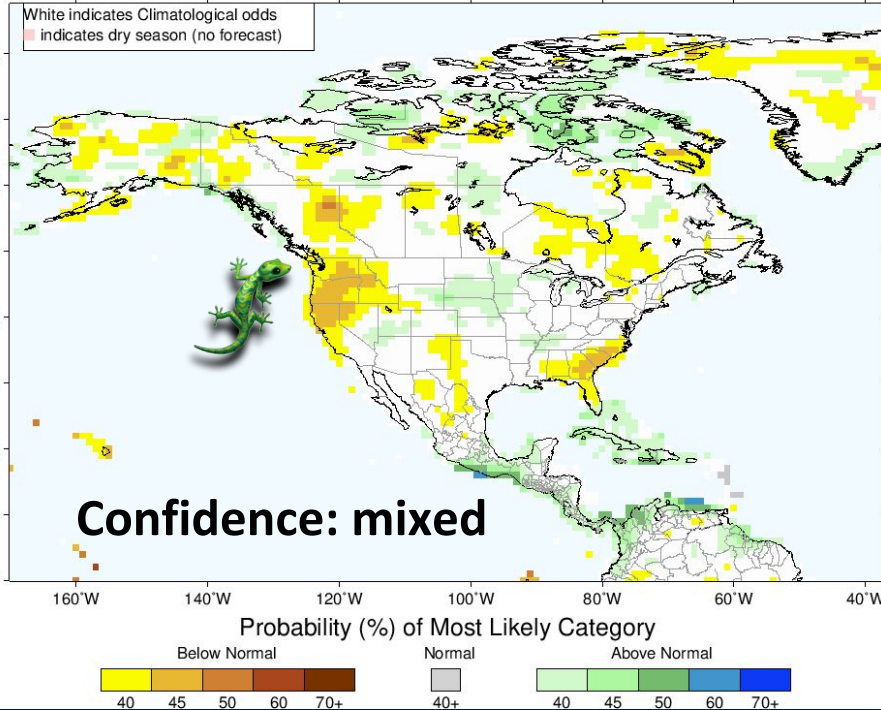 White indicates Climatological odds
indicates dry season (no forecast)
Confidence: mixed
160°W 140°W 120°W 100°W 80°W 60°W 40°W
Probability (%) of Most Likely Category
Below Normal Normal Above Normal
40 45 50 60 70+ 40+ 40 45 50 60 70+